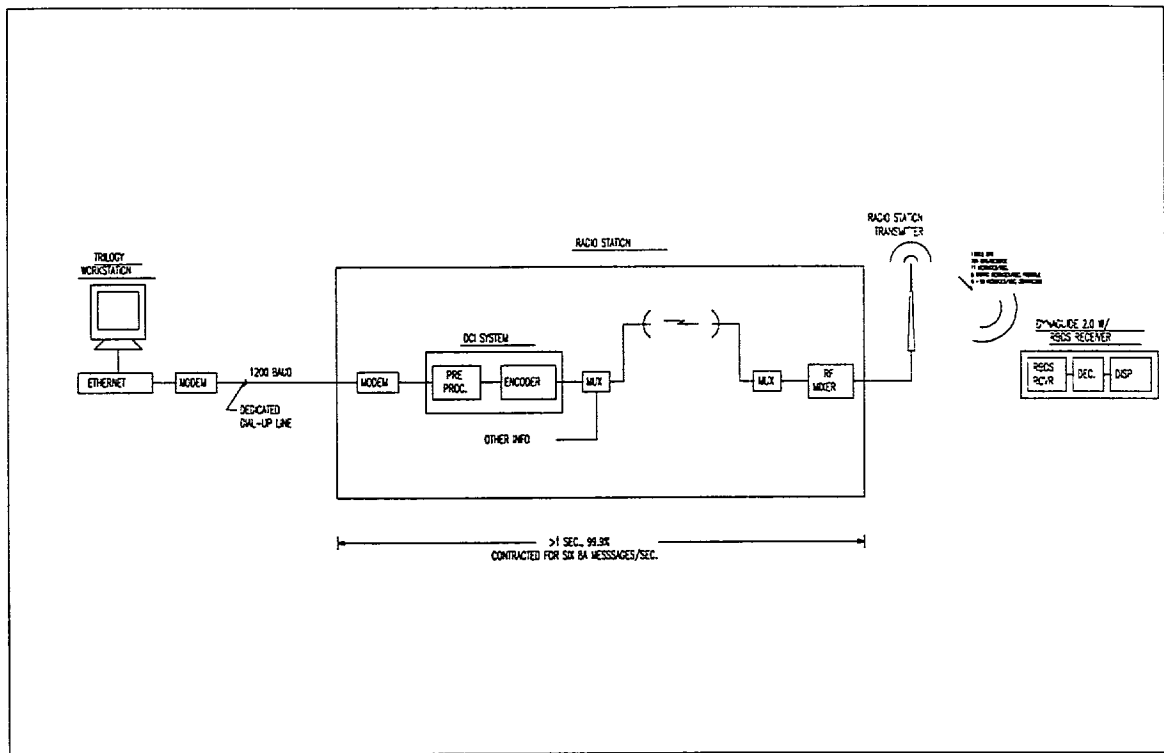 TRILOGY
WORKSTATION
ETHERNET
MODEM
1200 BAUD
DEDICATED
DIAL-UP LINE
RADIO STATION
MODEM
DCI SYSTEM
PRE
PROC.
ENCODER
MUX
OTHER INFO
MUX
RF
MIXER
RADIO STATION
TRANSMITTER
DYNAGUIDE 2.0 W/
RBDS RECEIVER
RBDS
RCVR
DEC.
DISP
>1 SEC., 99.9%
CONTRACTED FOR SIX 8A MESSSAGES/SEC.